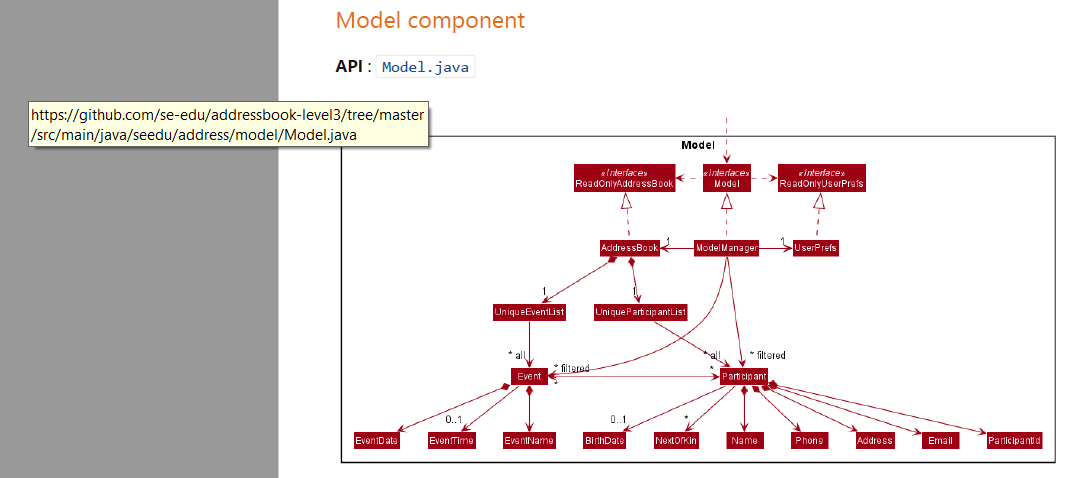 Model component
API : Model.java
https://github.com/se-edu/addressbook-level3/tree/master
/src/main/java/seedu/address/model/Model.java
Model
«Interface» «Interface» «Interface»
ReadOnlyAddressBook Model ReadOnlyUserPrefs
AddressBook 1 ModelManager 1 UserPrefs
1 1
UniqueEventList UniqueParticipantList
* all * all * filtered
* filtered
Event * * Participant
0..1 0..1 *
EventDate EventTime EventName BirthDate NextOfKin Name Phone Address Email ParticipantId